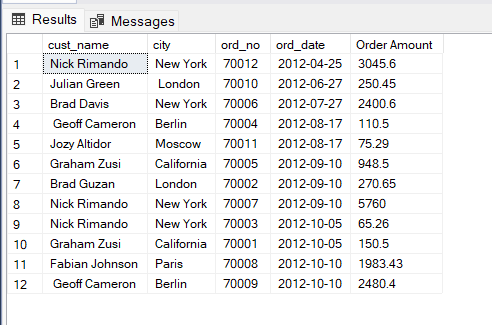 Results Messages
cust_name city ord_no ord_date Order Amount
1 Nick Rimando New York 70012 2012-04-25 3045.6
2 Julian Green London 70010 2012-06-27 250.45
3 Brad Davis New York 70006 2012-07-27 2400.6
4 Geoff Cameron Berlin 70004 2012-08-17 110.5
5 Jozy Altidor Moscow 70011 2012-08-17 75.29
6 Graham Zusi California 70005 2012-09-10 948.5
7 Brad Guzan London 70002 2012-09-10 270.65
8 Nick Rimando New York 70007 2012-09-10 5760
9 Nick Rimando New York 70003 2012-10-05 65.26
10 Graham Zusi California 70001 2012-10-05 150.5
11 Fabian Johnson Paris 70008 2012-10-10 1983.43
12 Geoff Cameron Berlin 70009 2012-10-10 2480.4